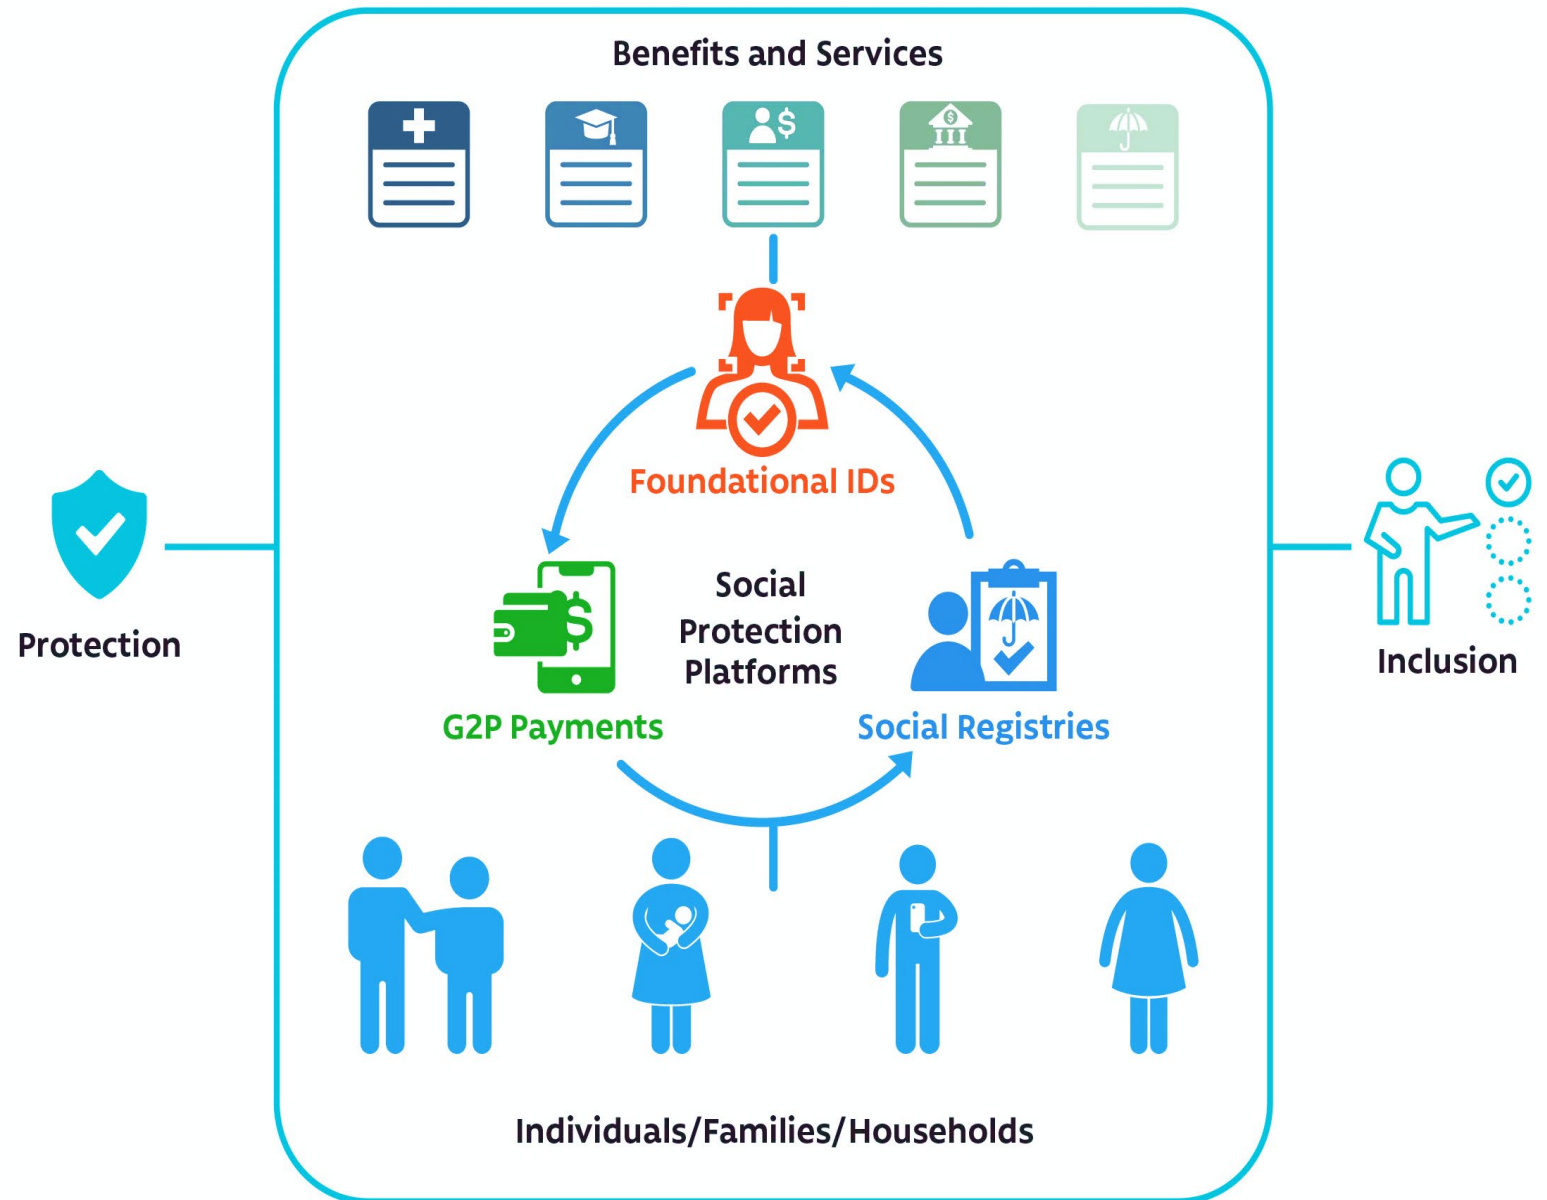 Benefits and Services
Foundational IDs
Social
Protection
Platforms
Protection
Inclusion
G2P Payments
Social Registries
Individuals/Families/Households